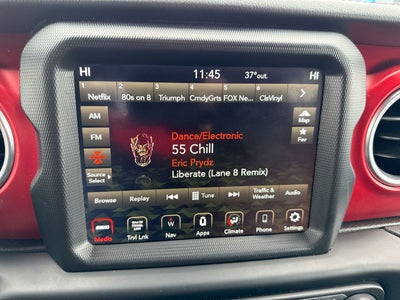 HI 11:45 37°out. HI
1 Netflix 2 80s on 8 3 Triumph 4 CmdyGrts 5 FOX Ne... 6 ClsVinyl
AM
Map
FM
Dance/Electronic
Fav
55 Chill
Eric Prydz
Source
Select
Liberate (Lane 8 Remix)
Browse Replay Tune Traffic &
Weather Audio
Media Trvl Lnk Nav Apps Climate Phone Settings